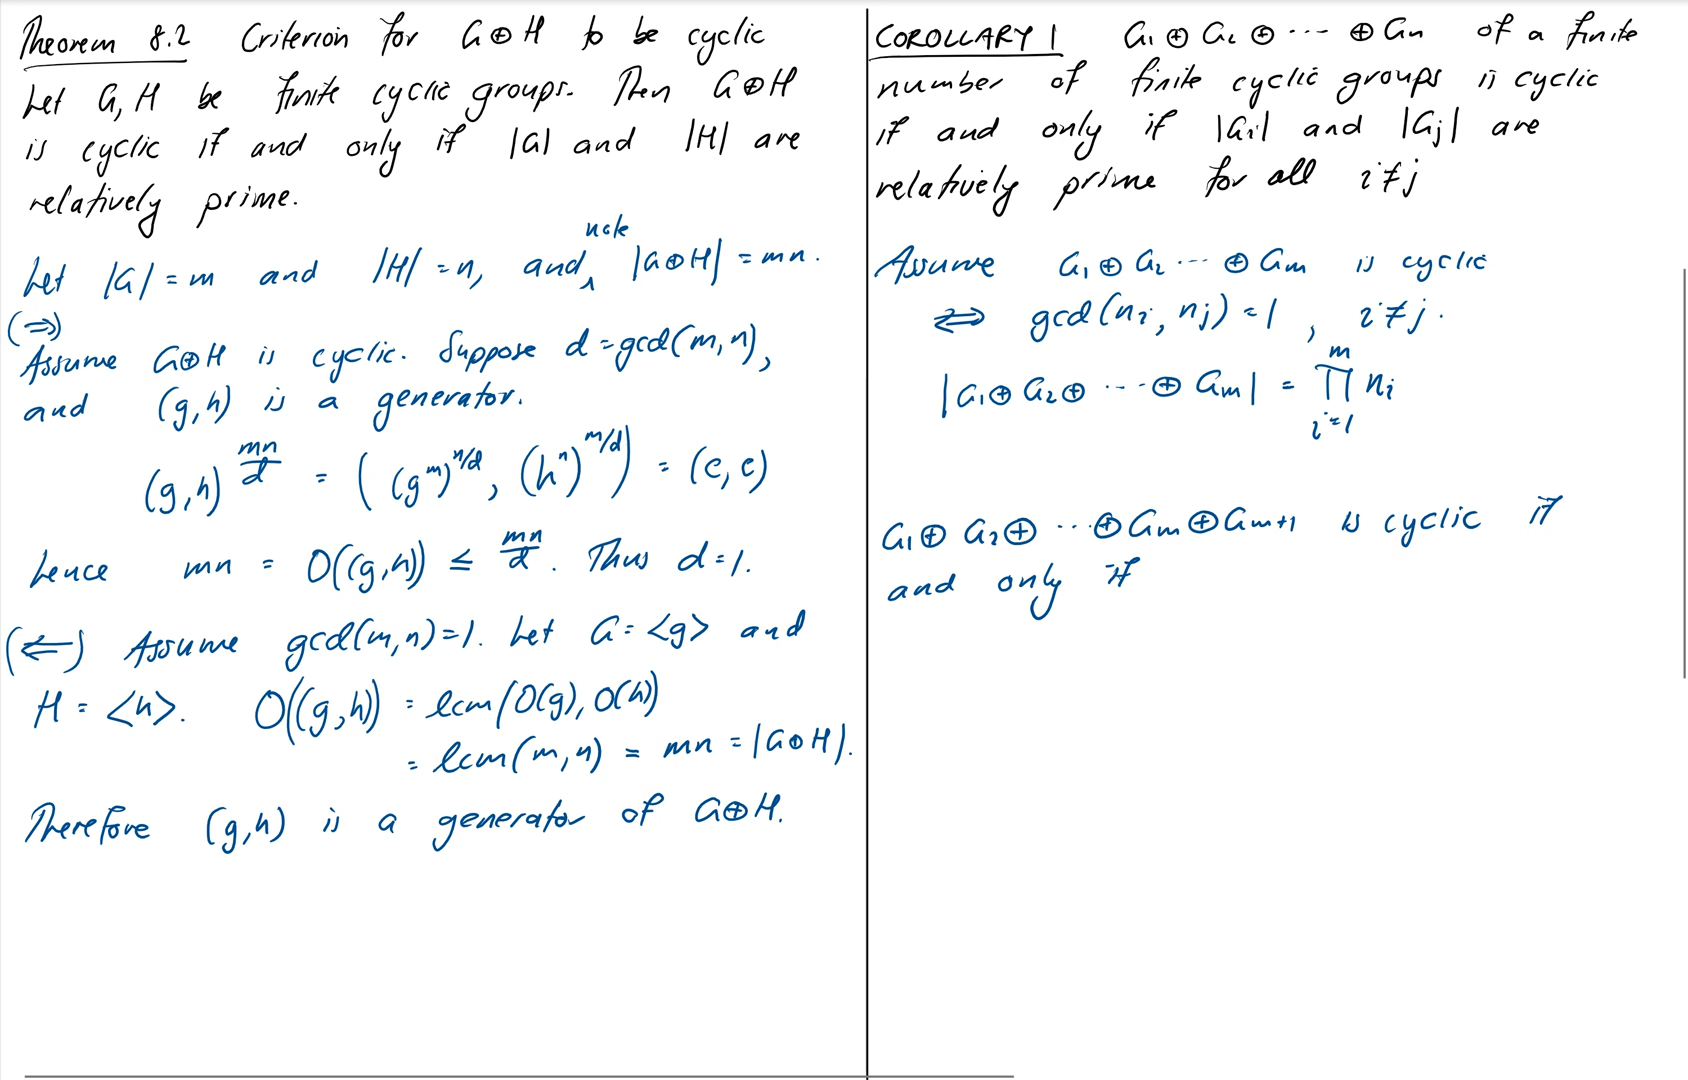 Theorem 8.2 Criterion for G⊕H to be cyclic
Let G, H be finite cyclic groups. Then G⊕H
is cyclic if and only if |G| and |H| are
relatively prime.
Let |G| = m and |H| = n, and note |G⊕H| = mn.
(⇒)
Assume G⊕H is cyclic. Suppose d = gcd(m, n),
and (g, h) is a generator.
(g, h)^{mn/d} = ((g^m)^{n/d}, (h^n)^{m/d}) = (e, e)
hence mn = O((g, h)) ≤ mn/d. Thus d = 1.
(⇐) Assume gcd(m, n) = 1. Let G = <g> and
H = <h>. O((g, h)) = lcm(O(g), O(h))
= lcm(m, n) = mn = |G⊕H|.
Therefore (g, h) is a generator of G⊕H.
COROLLARY 1 G₁ ⊕ G₂ ⊕ ··· ⊕ Gn of a finite
number of finite cyclic groups is cyclic
if and only if |Gi| and |Gj| are
relatively prime for all i ≠ j
Assume G₁ ⊕ G₂ ··· ⊕ Gm is cyclic
⇔ gcd(ni, nj) = 1, i ≠ j.
|G₁ ⊕ G₂ ⊕ ··· ⊕ Gm| = ∏_{i=1}^{m} ni
G₁ ⊕ G₂ ⊕ ··· ⊕ Gm ⊕ Gm+1 is cyclic if
and only if